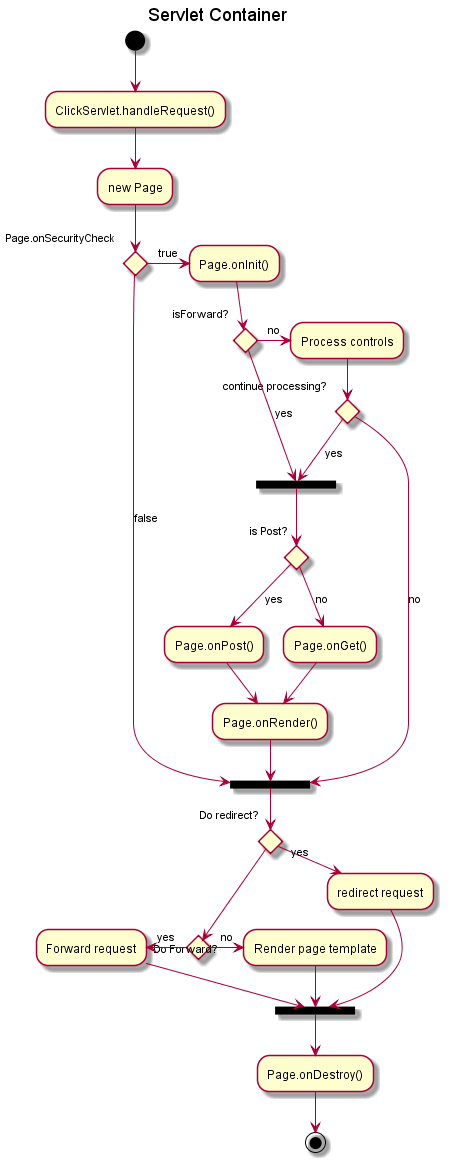 Servlet Container
ClickServlet.handleRequest()
new Page
Page.onSecurityCheck
true
Page.onInit()
isForward?
no
Process controls
continue processing?
yes
yes
false
is Post?
yes
no
no
Page.onPost()
Page.onGet()
Page.onRender()
Do redirect?
yes
redirect request
Forward request
yes
Do Forward?
no
Render page template
Page.onDestroy()